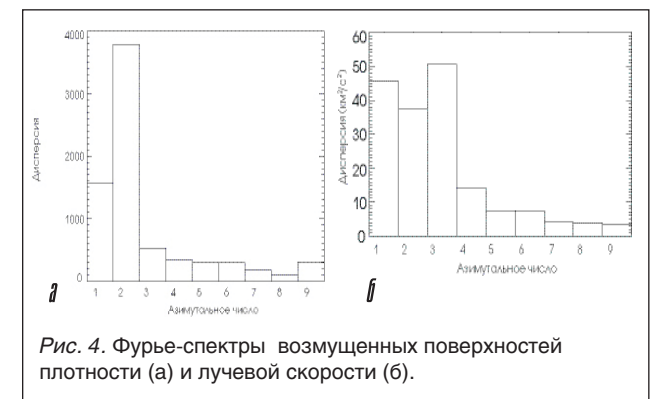 4000
3000
2000
1000
0
Дисперсия
1 2 3 4 5 6 7 8 9
Азимутальное число
а
60
50
40
30
20
10
0
Дисперсия (км²/с²)
1 2 3 4 5 6 7 8 9
Азимутальное число
б
Рис. 4. Фурье-спектры возмущенных поверхностей
плотности (а) и лучевой скорости (б).